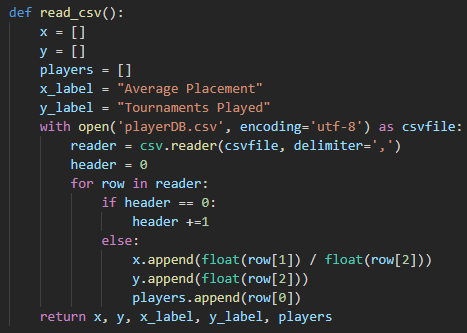 def read_csv():
    x = []
    y = []
    players = []
    x_label = "Average Placement"
    y_label = "Tournaments Played"
    with open('playerDB.csv', encoding='utf-8') as csvfile:
        reader = csv.reader(csvfile, delimiter=',')
        header = 0
        for row in reader:
            if header == 0:
                header +=1
            else:
                x.append(float(row[1]) / float(row[2]))
                y.append(float(row[2]))
                players.append(row[0])
    return x, y, x_label, y_label, players